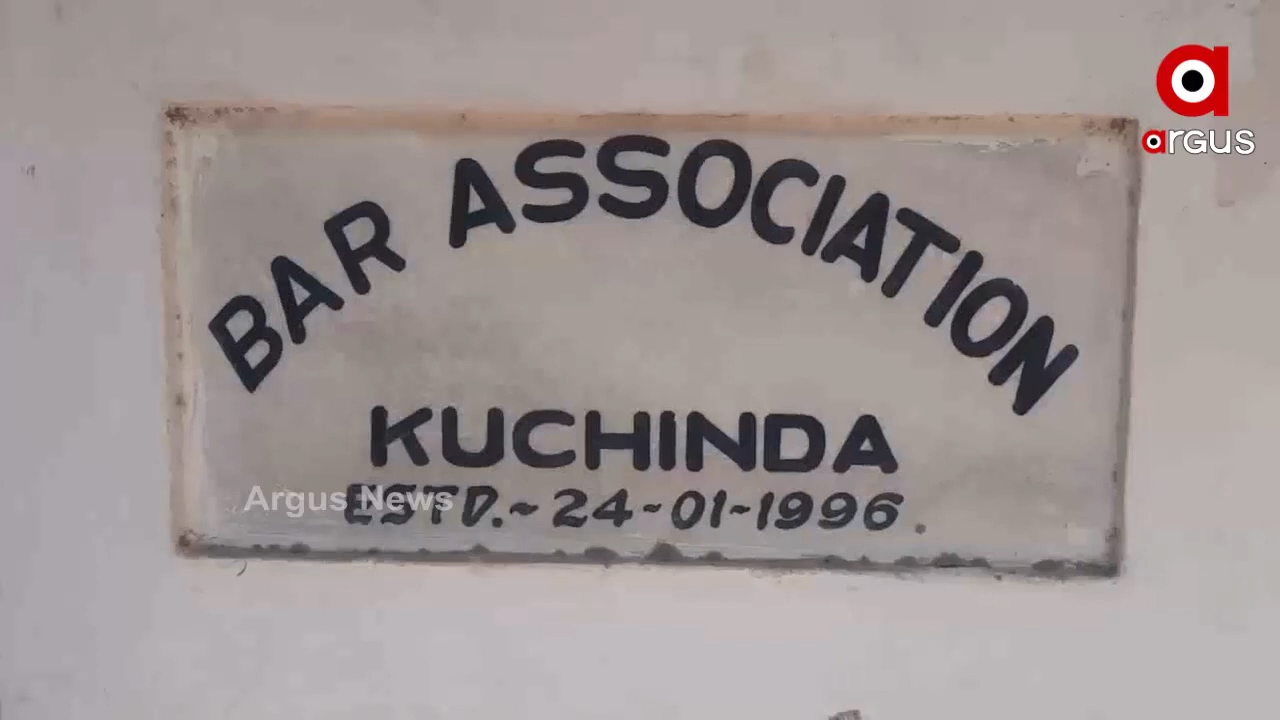 argus
BAR ASSOCIATION
KUCHINDA
Argus News
ESTD.~24~01~1996.